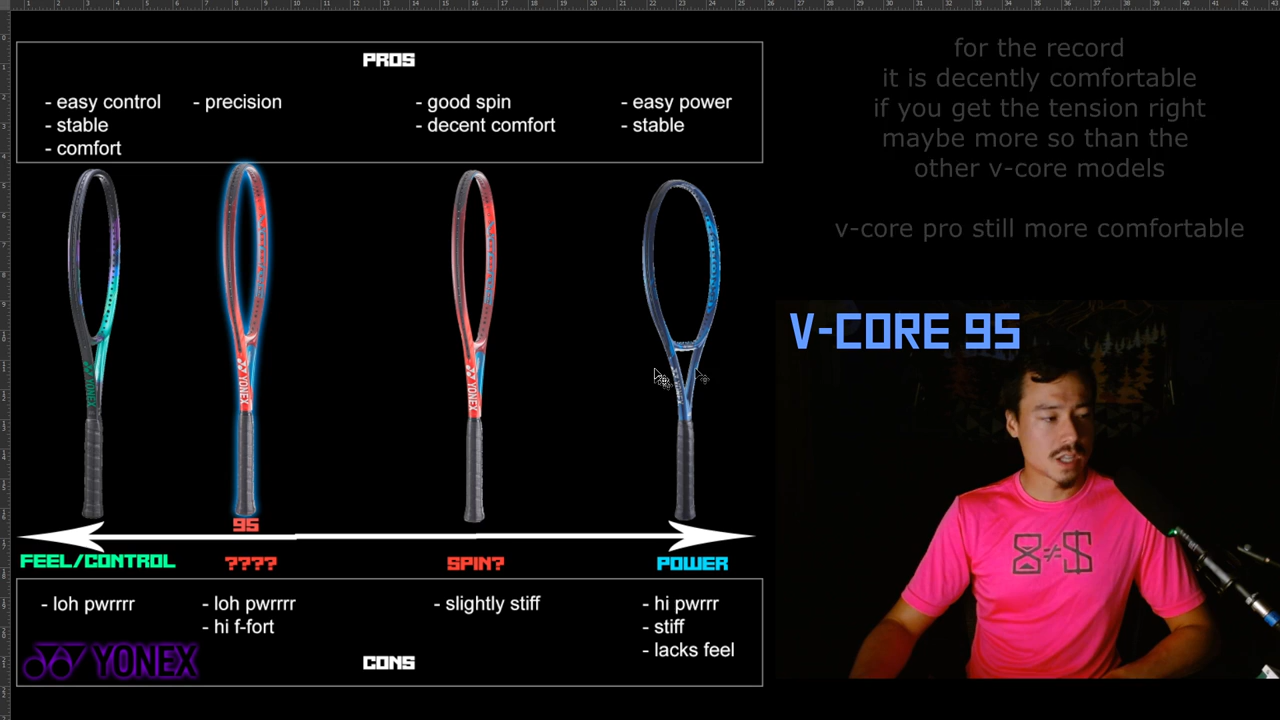 PROS
- easy control
- stable
- comfort
- precision
- good spin
- decent comfort
- easy power
- stable
YONEX
YONEX
YONEX
95
FEEL/CONTROL
????
SPIN?
POWER
- loh pwrrrr
- loh pwrrrr
- hi f-fort
- slightly stiff
- hi pwrrr
- stiff
- lacks feel
YONEX
CONS
for the record
it is decently comfortable
if you get the tension right
maybe more so than the
other v-core models
v-core pro still more comfortable
V-CORE 95